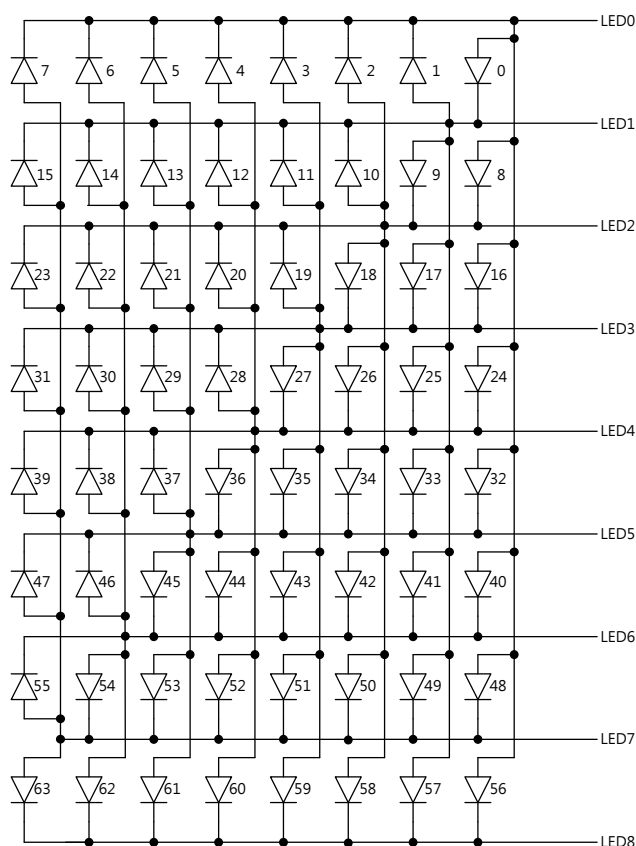 LED0
7 6 5 4 3 2 1 0
LED1
15 14 13 12 11 10 9 8
LED2
23 22 21 20 19 18 17 16
LED3
31 30 29 28 27 26 25 24
LED4
39 38 37 36 35 34 33 32
LED5
47 46 45 44 43 42 41 40
LED6
55 54 53 52 51 50 49 48
LED7
63 62 61 60 59 58 57 56
LED8